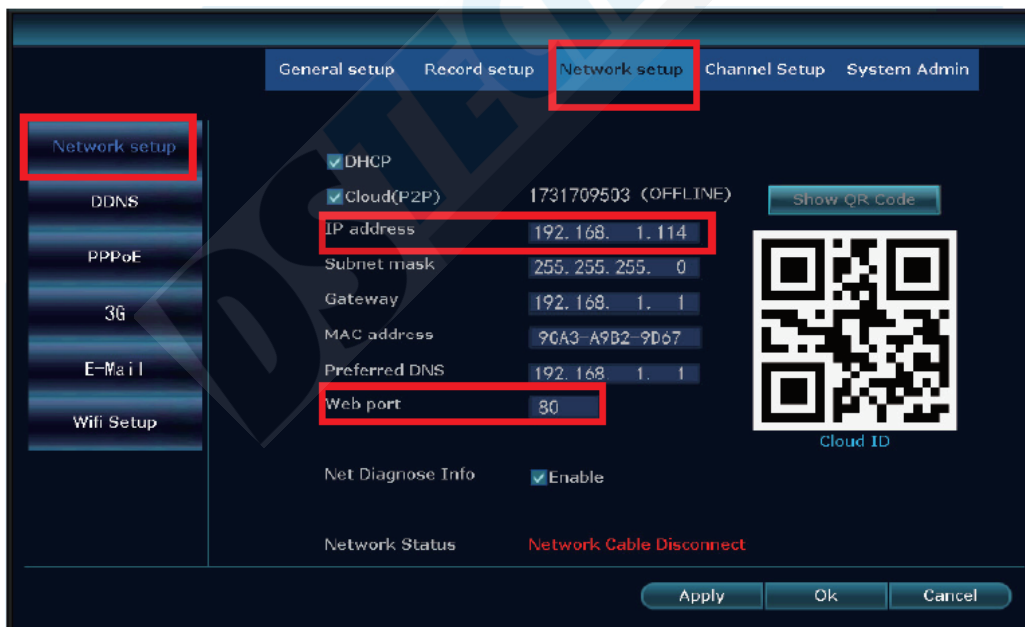 General setup Record setup Network setup Channel Setup System Admin
Network setup
DDNS
PPPoE
3G
E-Mail
Wifi Setup
DHCP
Cloud(P2P) 1731709503 (OFFLINE) Show QR Code
IP address 192.168. 1.114
Subnet mask 255.255.255. 0
Gateway 192.168. 1. 1
MAC address 90A3-A9B2-9D67
Preferred DNS 192.168. 1. 1
Web port 80
Cloud ID
Net Diagnose Info Enable
Network Status Network Cable Disconnect
Apply Ok Cancel